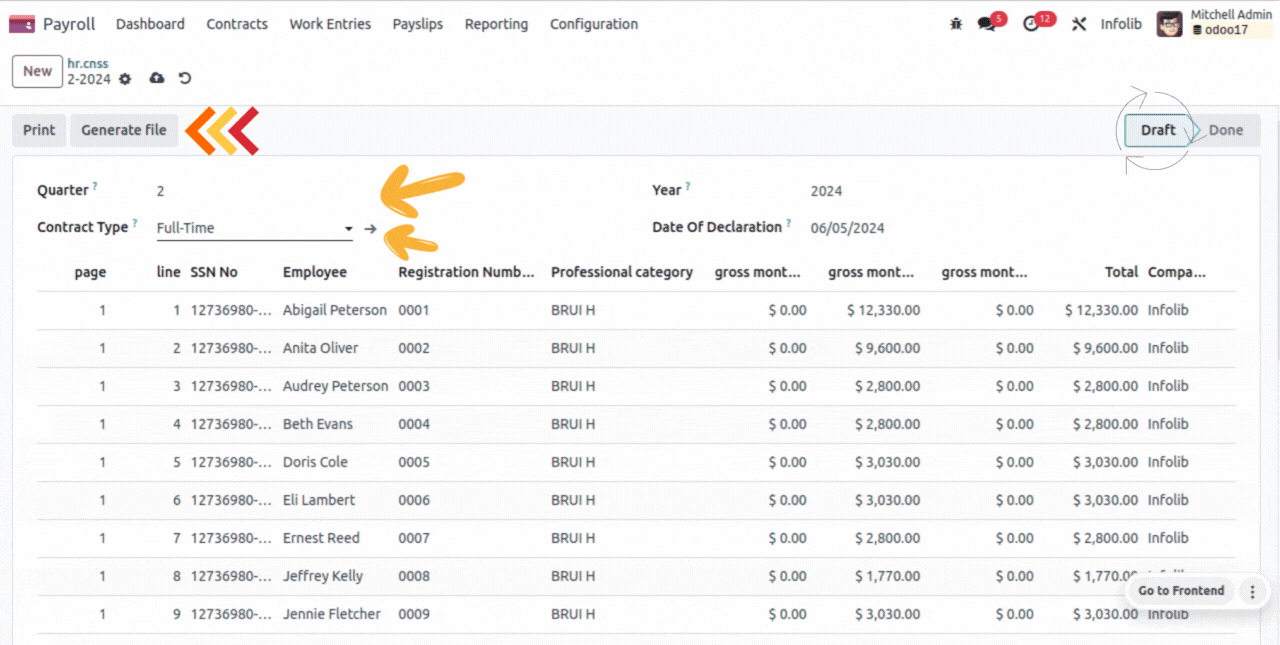 Payroll Dashboard Contracts Work Entries Payslips Reporting Configuration 5 12 Infolib Mitchell Admin
odoo17
New hr.cnss
2-2024
Print Generate file Draft Done
Quarter ? 2 Year ? 2024
Contract Type ? Full-Time Date Of Declaration ? 06/05/2024
page line SSN No Employee Registration Numb... Professional category gross mont... gross mont... gross mont... Total Compa...
1 1 12736980-... Abigail Peterson 0001 BRUI H $ 0.00 $ 12,330.00 $ 0.00 $ 12,330.00 Infolib
1 2 12736980-... Anita Oliver 0002 BRUI H $ 0.00 $ 9,600.00 $ 0.00 $ 9,600.00 Infolib
1 3 12736980-... Audrey Peterson 0003 BRUI H $ 0.00 $ 2,800.00 $ 0.00 $ 2,800.00 Infolib
1 4 12736980-... Beth Evans 0004 BRUI H $ 0.00 $ 2,800.00 $ 0.00 $ 2,800.00 Infolib
1 5 12736980-... Doris Cole 0005 BRUI H $ 0.00 $ 3,030.00 $ 0.00 $ 3,030.00 Infolib
1 6 12736980-... Eli Lambert 0006 BRUI H $ 0.00 $ 3,030.00 $ 0.00 $ 3,030.00 Infolib
1 7 12736980-... Ernest Reed 0007 BRUI H $ 0.00 $ 2,800.00 $ 0.00 $ 2,800.00 Infolib
1 8 12736980-... Jeffrey Kelly 0008 BRUI H $ 0.00 $ 1,770.00 $ 0.00 $ 1,770.00
Go to Frontend
1 9 12736980-... Jennie Fletcher 0009 BRUI H $ 0.00 $ 3,030.00 $ 0.00 $ 3,030.00 Infolib